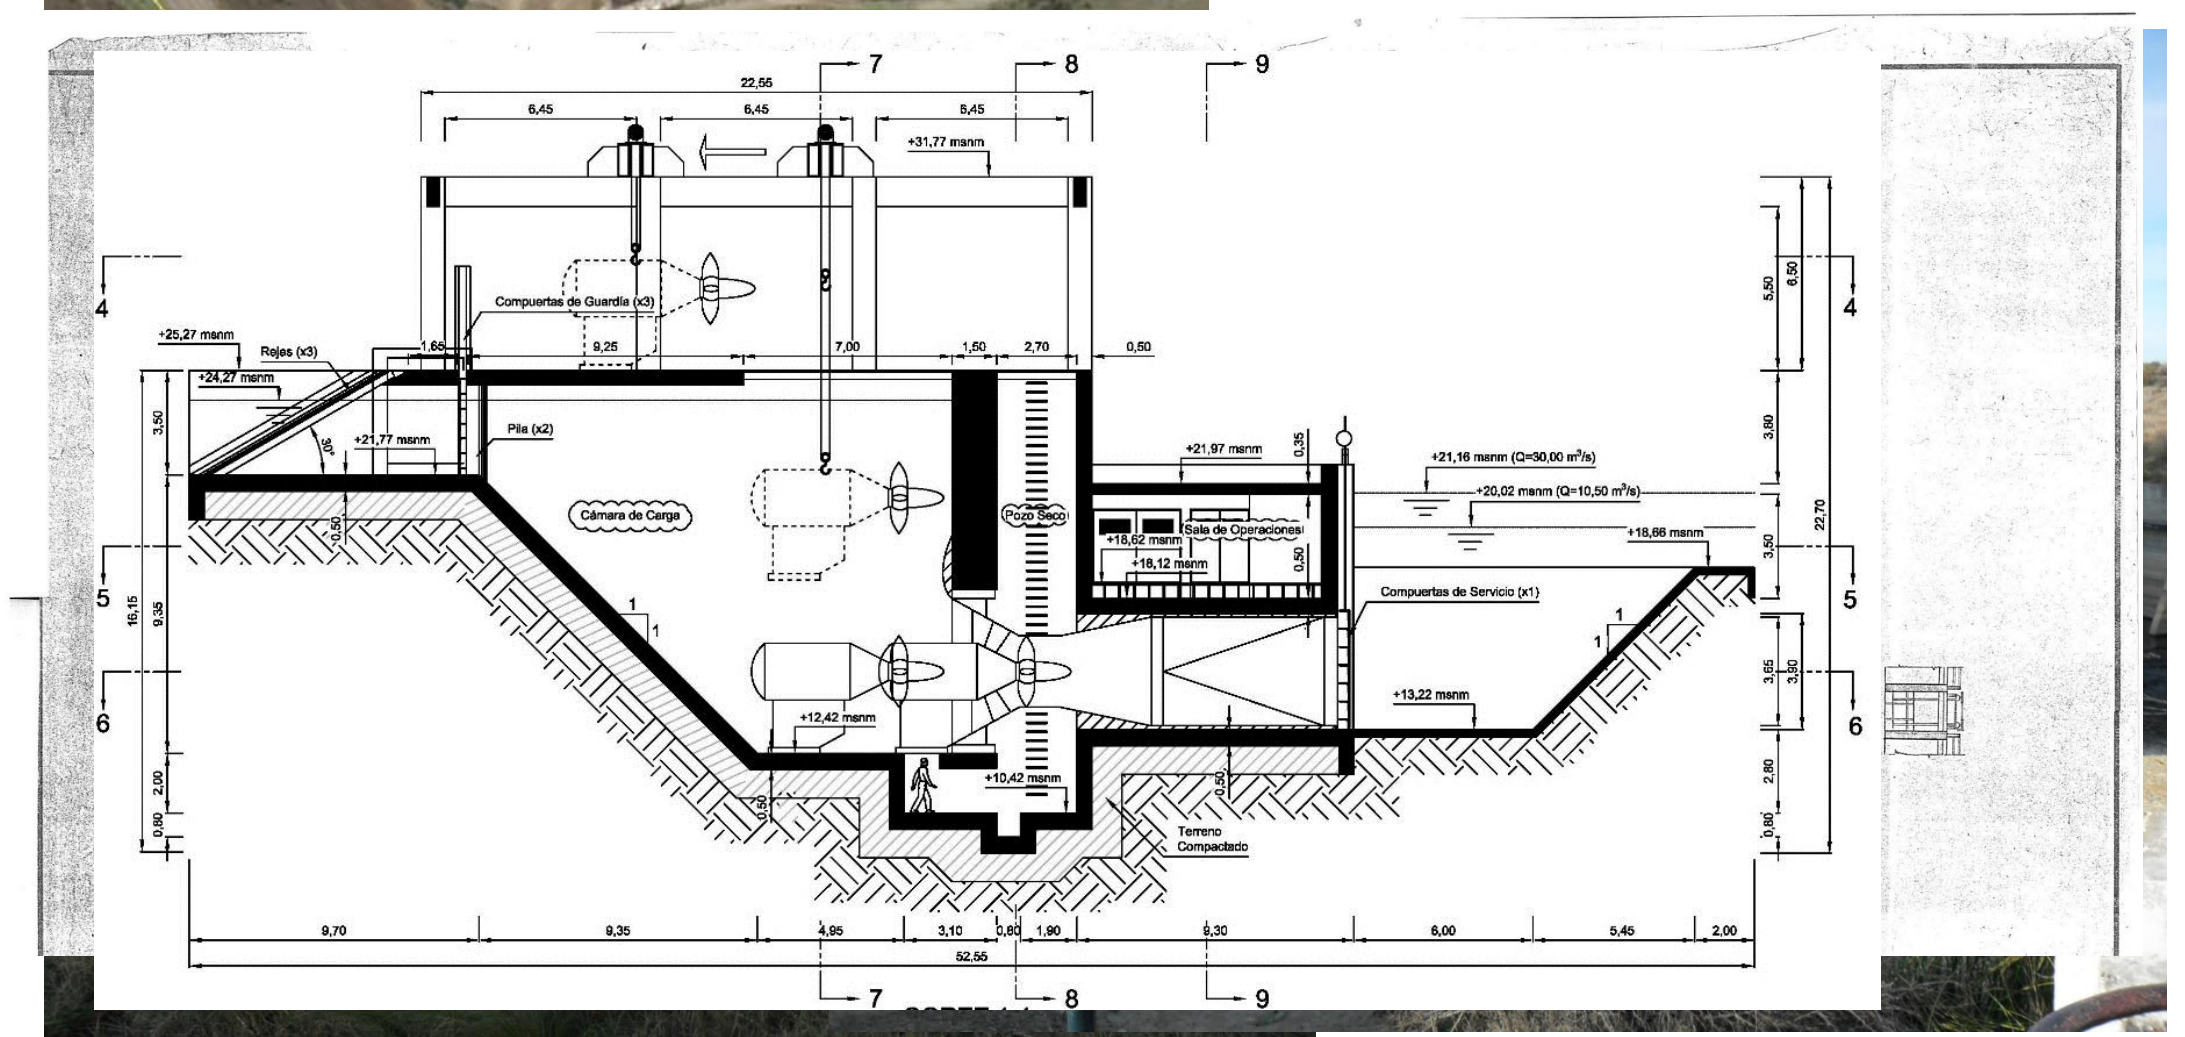 7
8
9
22,55
6,45
6,45
6,45
+31,77 msnm
4
4
5,50
6,50
Compuertas de Guardía (x3)
+25,27 msnm
Rejas (x3)
1,65
9,25
7,00
1,50
2,70
0,50
+24,27 msnm
3,50
30°
+21,77 msnm
Pila (x2)
3,80
+21,97 msnm
0,35
+21,16 msnm (Q=30,00 m³/s)
+20,02 msnm (Q=10,50 m³/s)
Cámara de Carga
Pozo Seco
Sala de Operaciones
0,50
+18,62 msnm
+18,12 msnm
0,50
+18,66 msnm
3,50
22,70
5
5
16,15
9,35
1
1
Compuertas de Servicio (x1)
1
1
3,65
3,90
6
6
+12,42 msnm
+13,22 msnm
2,00
0,50
+10,42 msnm
0,50
2,80
0,80
0,80
Terreno
Compactado
9,70
9,35
4,95
3,10
0,80
1,90
9,30
6,00
5,45
2,00
52,55
7
8
9